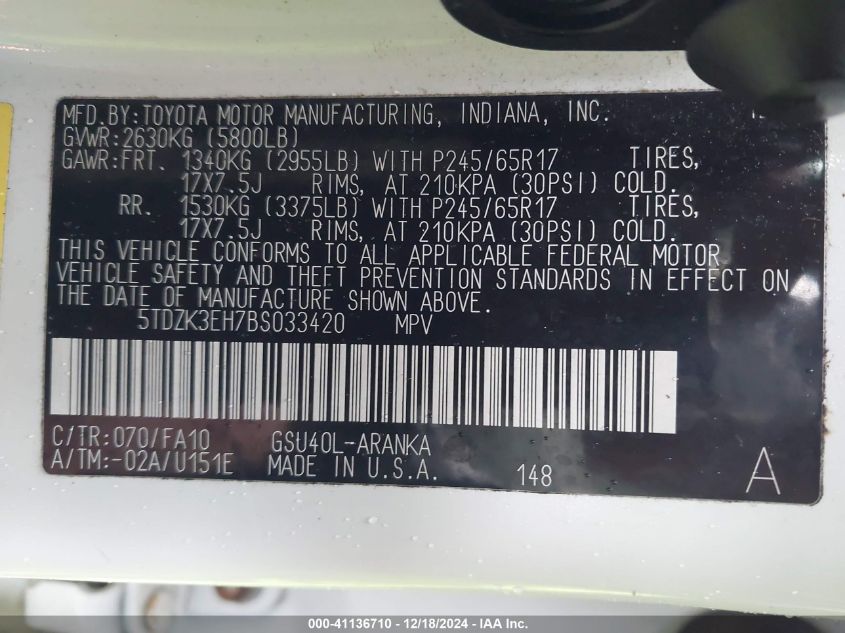 MFD.BY:TOYOTA MOTOR MANUFACTURING, INDIANA, INC.
GVWR:2630KG (5800LB)
GAWR:FRT. 1340KG (2955LB) WITH P245/65R17 TIRES,
17X7.5J RIMS, AT 210KPA (30PSI) COLD.
RR. 1530KG (3375LB) WITH P245/65R17 TIRES,
17X7.5J RIMS, AT 210KPA (30PSI) COLD.
THIS VEHICLE CONFORMS TO ALL APPLICABLE FEDERAL MOTOR
VEHICLE SAFETY AND THEFT PREVENTION STANDARDS IN EFFECT ON
THE DATE OF MANUFACTURE SHOWN ABOVE.
5TDZK3EH7BS033420 MPV
C/TR:070/FA10 GSU40L-ARANKA
A/TM:-02A/U151E MADE IN U.S.A. 148 A
000-41136710 - 12/18/2024 - IAA Inc.